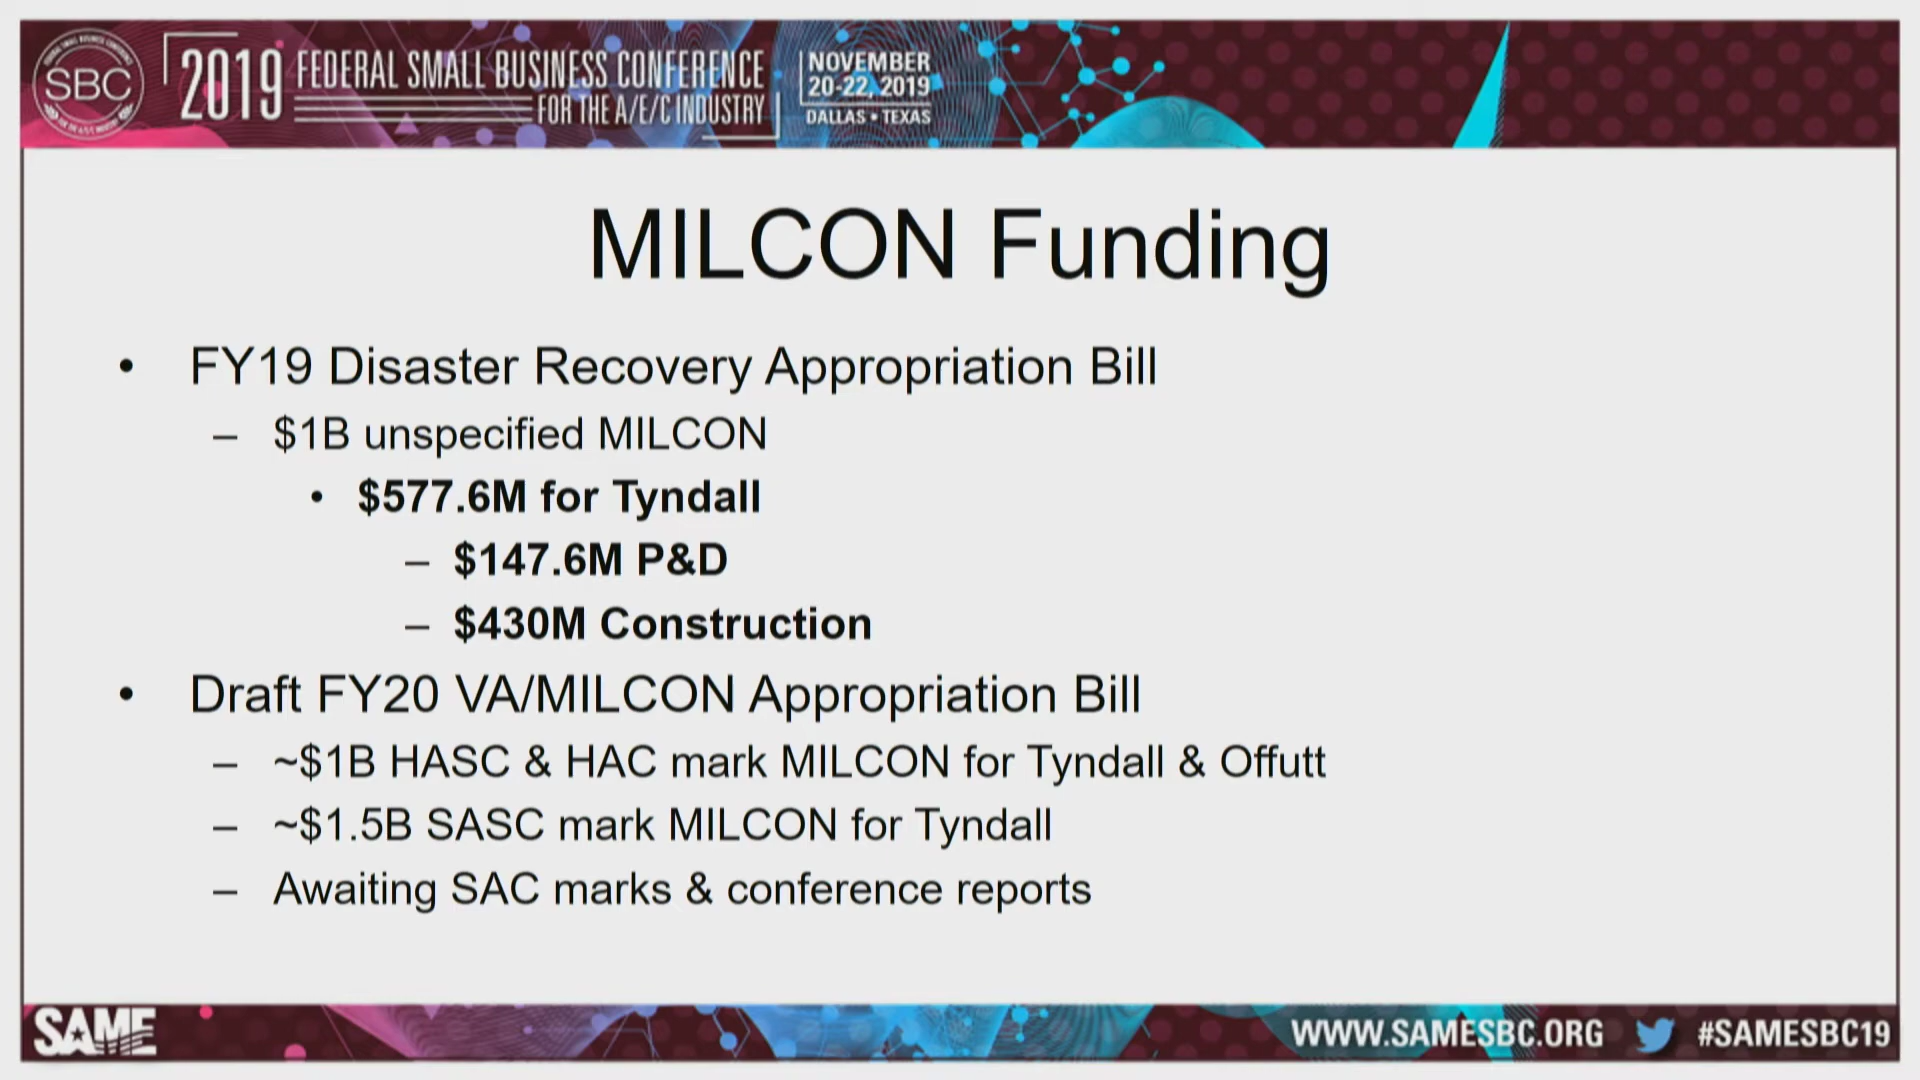 SBC
2019 FEDERAL SMALL BUSINESS CONFERENCE
FOR THE A/E/C INDUSTRY
NOVEMBER
20-22, 2019
DALLAS • TEXAS
MILCON Funding
• FY19 Disaster Recovery Appropriation Bill
– $1B unspecified MILCON
• $577.6M for Tyndall
– $147.6M P&D
– $430M Construction
• Draft FY20 VA/MILCON Appropriation Bill
– ~$1B HASC & HAC mark MILCON for Tyndall & Offutt
– ~$1.5B SASC mark MILCON for Tyndall
– Awaiting SAC marks & conference reports
SAME
WWW.SAMESBC.ORG #SAMESBC19